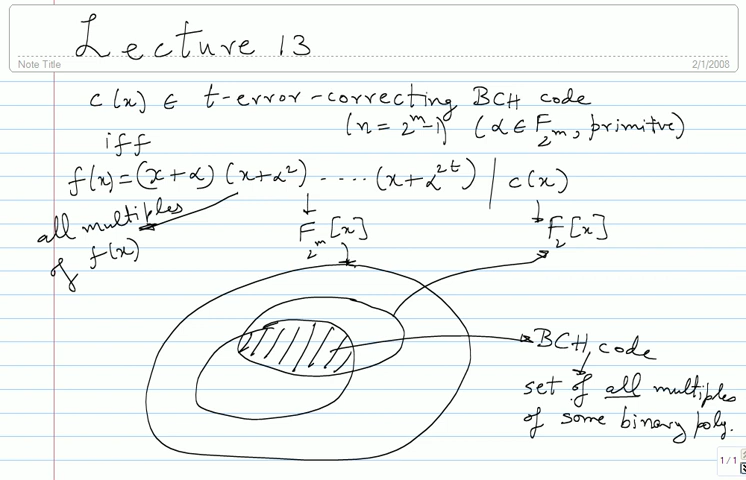 Lecture 13
Note Title
2/1/2008
c(x) ∈ t-error-correcting BCH code
(n = 2^m-1) (α ∈ F_{2^m}, primitve)
iff
f(x) = (x+α) (x+α^2) ..... (x+α^{2t}) | c(x)
all multiples
of f(x)
F_{2^m}[x]
F_2[x]
BCH code
set of all multiples
of some binary poly.
1/1